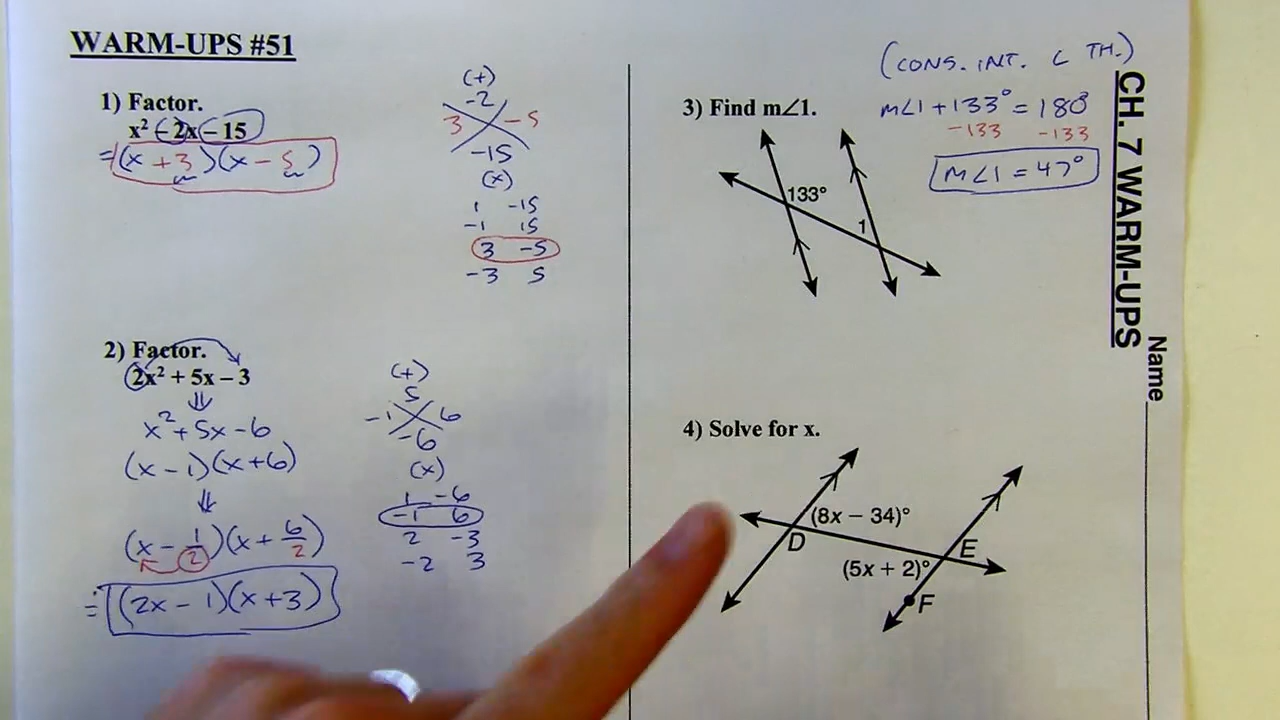 WARM-UPS #51
1) Factor.
x² − 2x − 15
= (x + 3)(x − 5)
(+)
-2
3 -5
-15
(x)
1 -15
-1 15
3 -5
-3 5
2) Factor.
2x² + 5x − 3
x² + 5x - 6
(x - 1)(x + 6)
(x - 1/2)(x + 6/2)
= (2x - 1)(x + 3)
(+)
5
-1 6
-6
(x)
1 -6
-1 6
2 -3
-2 3
(CONS. INT. ∠ TH.)
3) Find m∠1.
m∠1 + 133° = 180°
-133 -133
m∠1 = 47°
133°
1
4) Solve for x.
(8x − 34)°
D
E
(5x + 2)°
F
CH. 7 WARM-UPS
Name